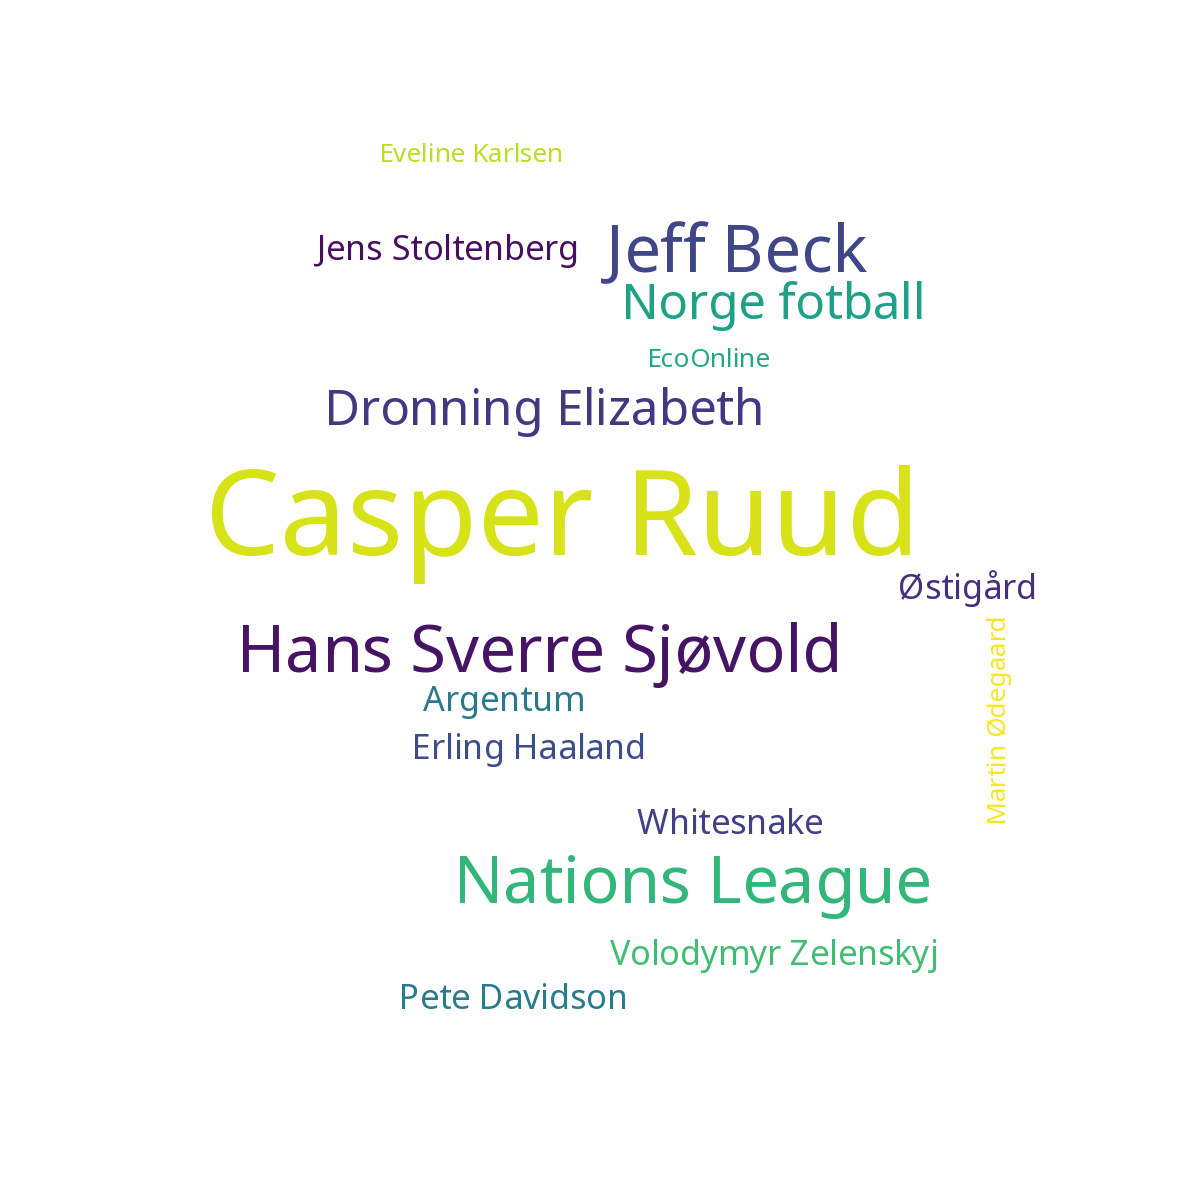 Eveline Karlsen
Jens Stoltenberg
Jeff Beck
Norge fotball
EcoOnline
Dronning Elizabeth
Casper Ruud
Østigård
Hans Sverre Sjøvold
Martin Ødegaard
Argentum
Erling Haaland
Whitesnake
Nations League
Volodymyr Zelenskyj
Pete Davidson